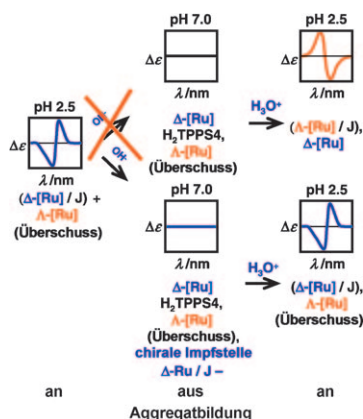 pH 7.0
pH 2.5
Δε
Δε
λ/nm
λ/nm
pH 2.5
Δ-[Ru]
H2TPPS4,
Λ-[Ru]
(Überschuss)
H₃O⁺
(Λ-[Ru] / J),
Δ-[Ru]
OH-
Δε
λ/nm
(Δ-[Ru] / J) +
Λ-[Ru]
(Überschuss)
OH-
pH 7.0
pH 2.5
Δε
Δε
λ/nm
λ/nm
Δ-[Ru]
H2TPPS4,
Λ-[Ru]
(Überschuss),
chirale Impfstelle
Δ-Ru / J –
H₃O⁺
(Δ-[Ru] / J),
Λ-[Ru]
(Überschuss)
an
aus
an
Aggregatbildung